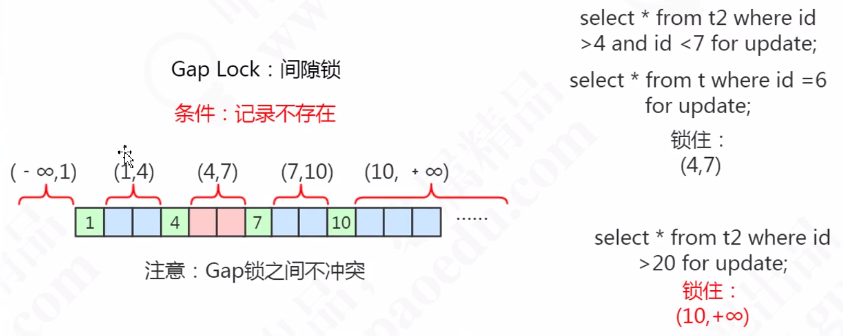 select * from t2 where id
>4 and id <7 for update;
Gap Lock：间隙锁
select * from t where id =6
for update;
条件：记录不存在
锁住：
(4,7)
(-∞,1) (1,4) (4,7) (7,10) (10, +∞)
1 4 7 10 ······
注意：Gap锁之间不冲突
select * from t2 where id
>20 for update;
锁住：
(10,+∞)